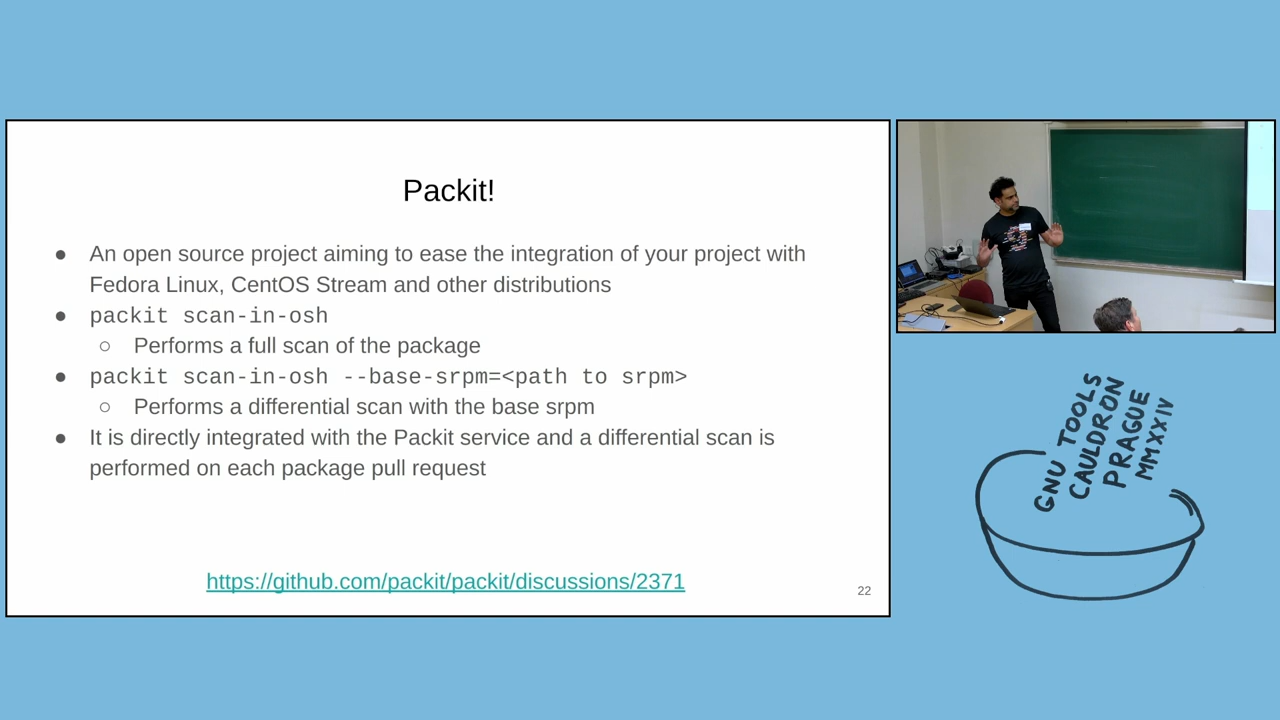 Packit!
● An open source project aiming to ease the integration of your project with
Fedora Linux, CentOS Stream and other distributions
● packit scan-in-osh
○ Performs a full scan of the package
● packit scan-in-osh --base-srpm=<path to srpm>
○ Performs a differential scan with the base srpm
● It is directly integrated with the Packit service and a differential scan is
performed on each package pull request
https://github.com/packit/packit/discussions/2371
22
GNU TOOLS
CAULDRON
PRAGUE
MMXXIV